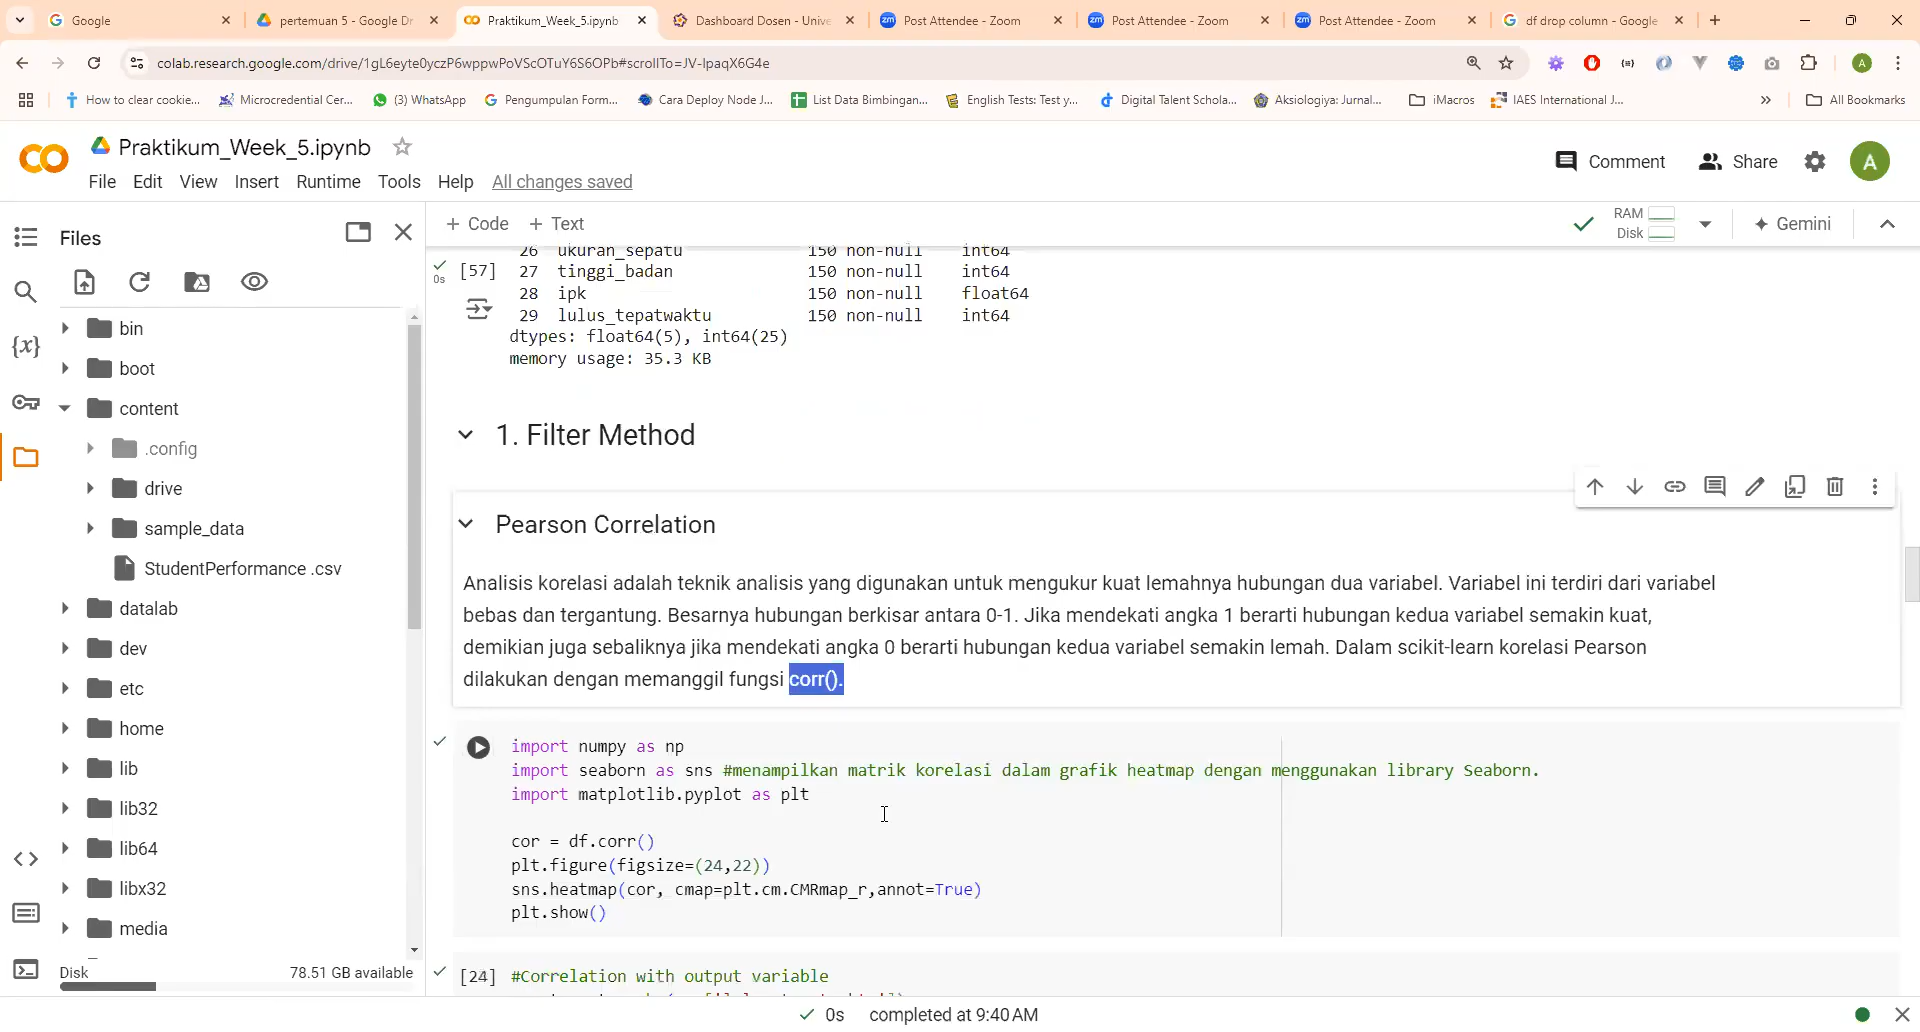 Google
pertemuan 5 - Google Dr
Praktikum_Week_5.ipynb
Dashboard Dosen - Unive
Post Attendee - Zoom
Post Attendee - Zoom
Post Attendee - Zoom
df drop column - Google
colab.research.google.com/drive/1gL6eyte0yczP6wppwPoVScOTuY6S6OPb#scrollTo=JV-IpaqX6G4e
How to clear cookie...
Microcredential Cer...
(3) WhatsApp
Pengumpulan Form...
Cara Deploy Node J...
List Data Bimbingan...
English Tests: Test y...
Digital Talent Schola...
Aksiologiya: Jurnal...
iMacros
IAES International J...
All Bookmarks
Praktikum_Week_5.ipynb
Comment
Share
A
File Edit View Insert Runtime Tools Help All changes saved
Files
+ Code + Text
RAM
Disk
Gemini
26 ukuran_sepatu 150 non-null int64
0s [57] 27 tinggi_badan 150 non-null int64
28 ipk 150 non-null float64
29 lulus_tepatwaktu 150 non-null int64
dtypes: float64(5), int64(25)
memory usage: 35.3 KB
bin
boot
content
.config
drive
sample_data
StudentPerformance .csv
datalab
dev
etc
home
lib
lib32
lib64
libx32
media
Disk 78.51 GB available
1. Filter Method
Pearson Correlation
Analisis korelasi adalah teknik analisis yang digunakan untuk mengukur kuat lemahnya hubungan dua variabel. Variabel ini terdiri dari variabel
bebas dan tergantung. Besarnya hubungan berkisar antara 0-1. Jika mendekati angka 1 berarti hubungan kedua variabel semakin kuat,
demikian juga sebaliknya jika mendekati angka 0 berarti hubungan kedua variabel semakin lemah. Dalam scikit-learn korelasi Pearson
dilakukan dengan memanggil fungsi corr().
import numpy as np
import seaborn as sns #menampilkan matrik korelasi dalam grafik heatmap dengan menggunakan library Seaborn.
import matplotlib.pyplot as plt
cor = df.corr()
plt.figure(figsize=(24,22))
sns.heatmap(cor, cmap=plt.cm.CMRmap_r,annot=True)
plt.show()
[24] #Correlation with output variable
0s completed at 9:40 AM